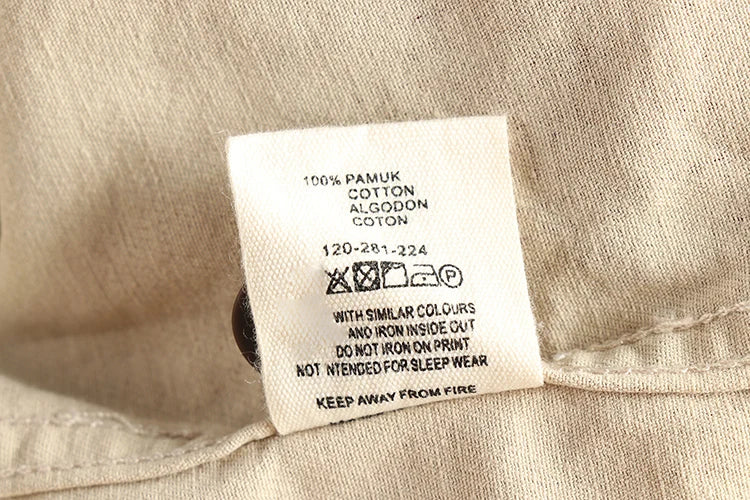 100% PAMUK
COTTON
ALGODON
COTON
120-281-224
P
WITH SIMILAR COLOURS
AND IRON INSIDE OUT
DO NOT IRON ON PRINT
NOT NTENDED FOR SLEEP WEAR
KEEP AWAY FROM FIRE